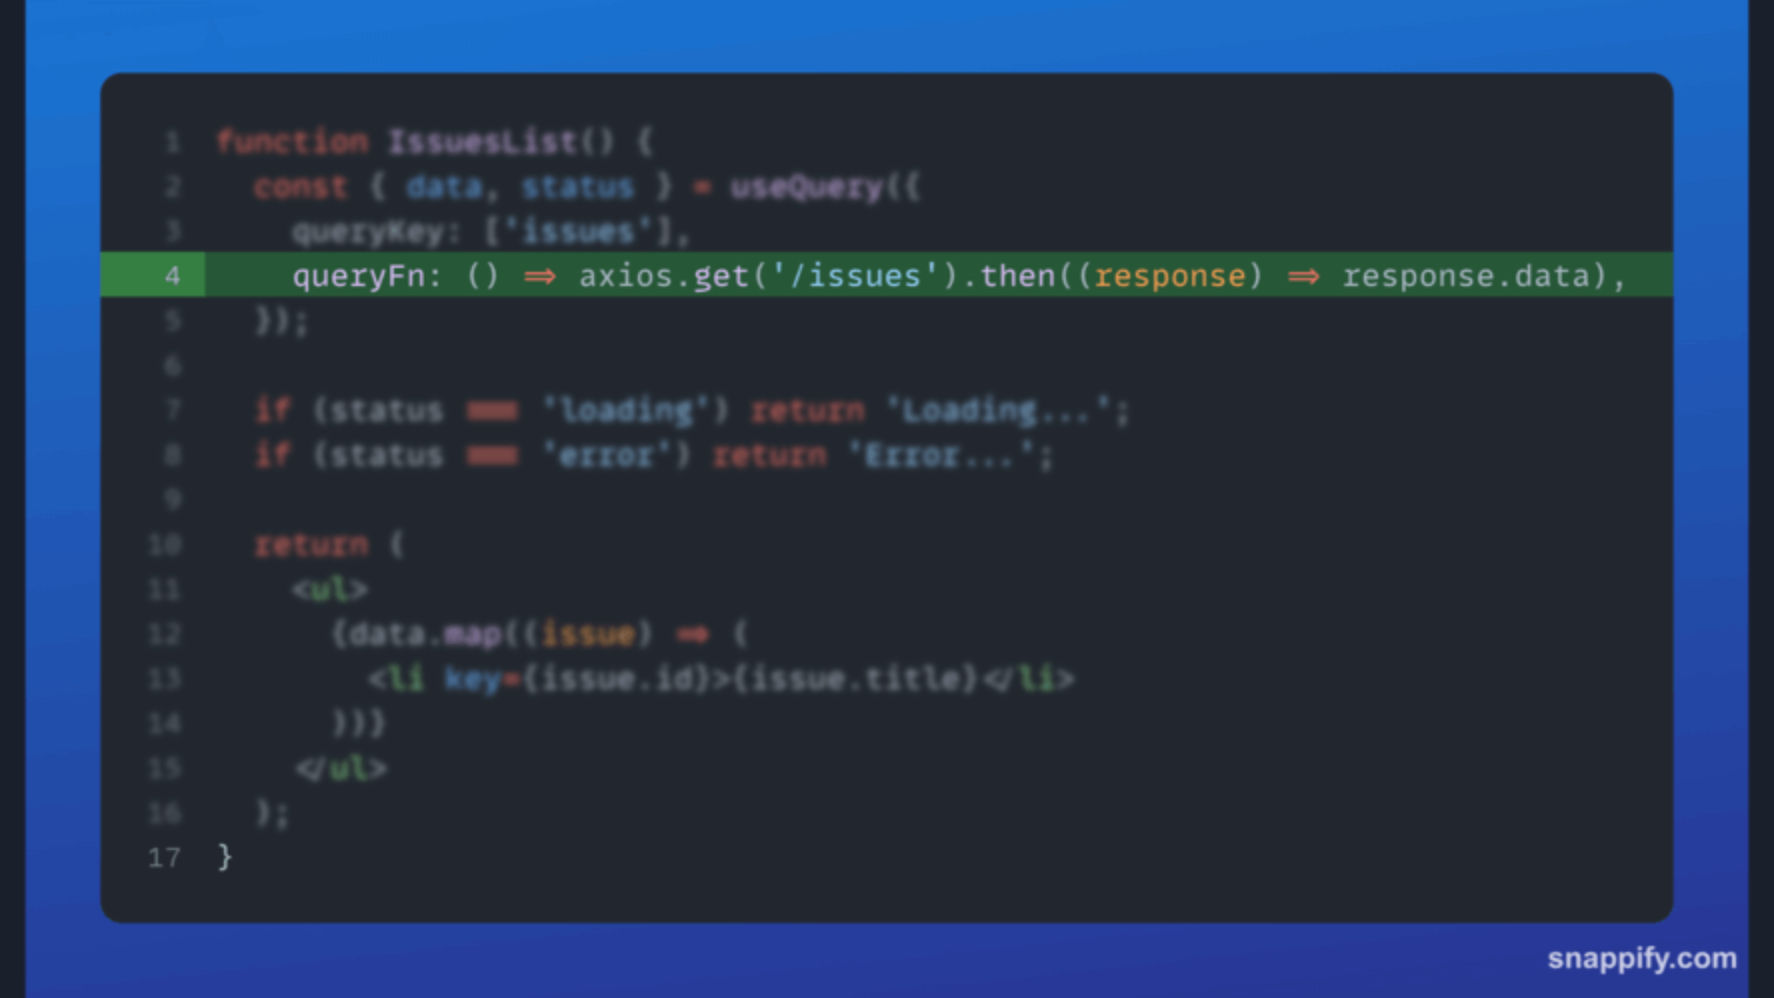 1 function IssuesList() {
2 const { data, status } = useQuery({
3 queryKey: ['issues'],
4 queryFn: () => axios.get('/issues').then((response) => response.data),
5 });
6
7 if (status === 'loading') return 'Loading...';
8 if (status === 'error') return 'Error...';
9
10 return (
11 <ul>
12 {data.map((issue) => (
13 <li key={issue.id}>{issue.title}</li>
14 ))}
15 </ul>
16 );
17 }
snappify.com